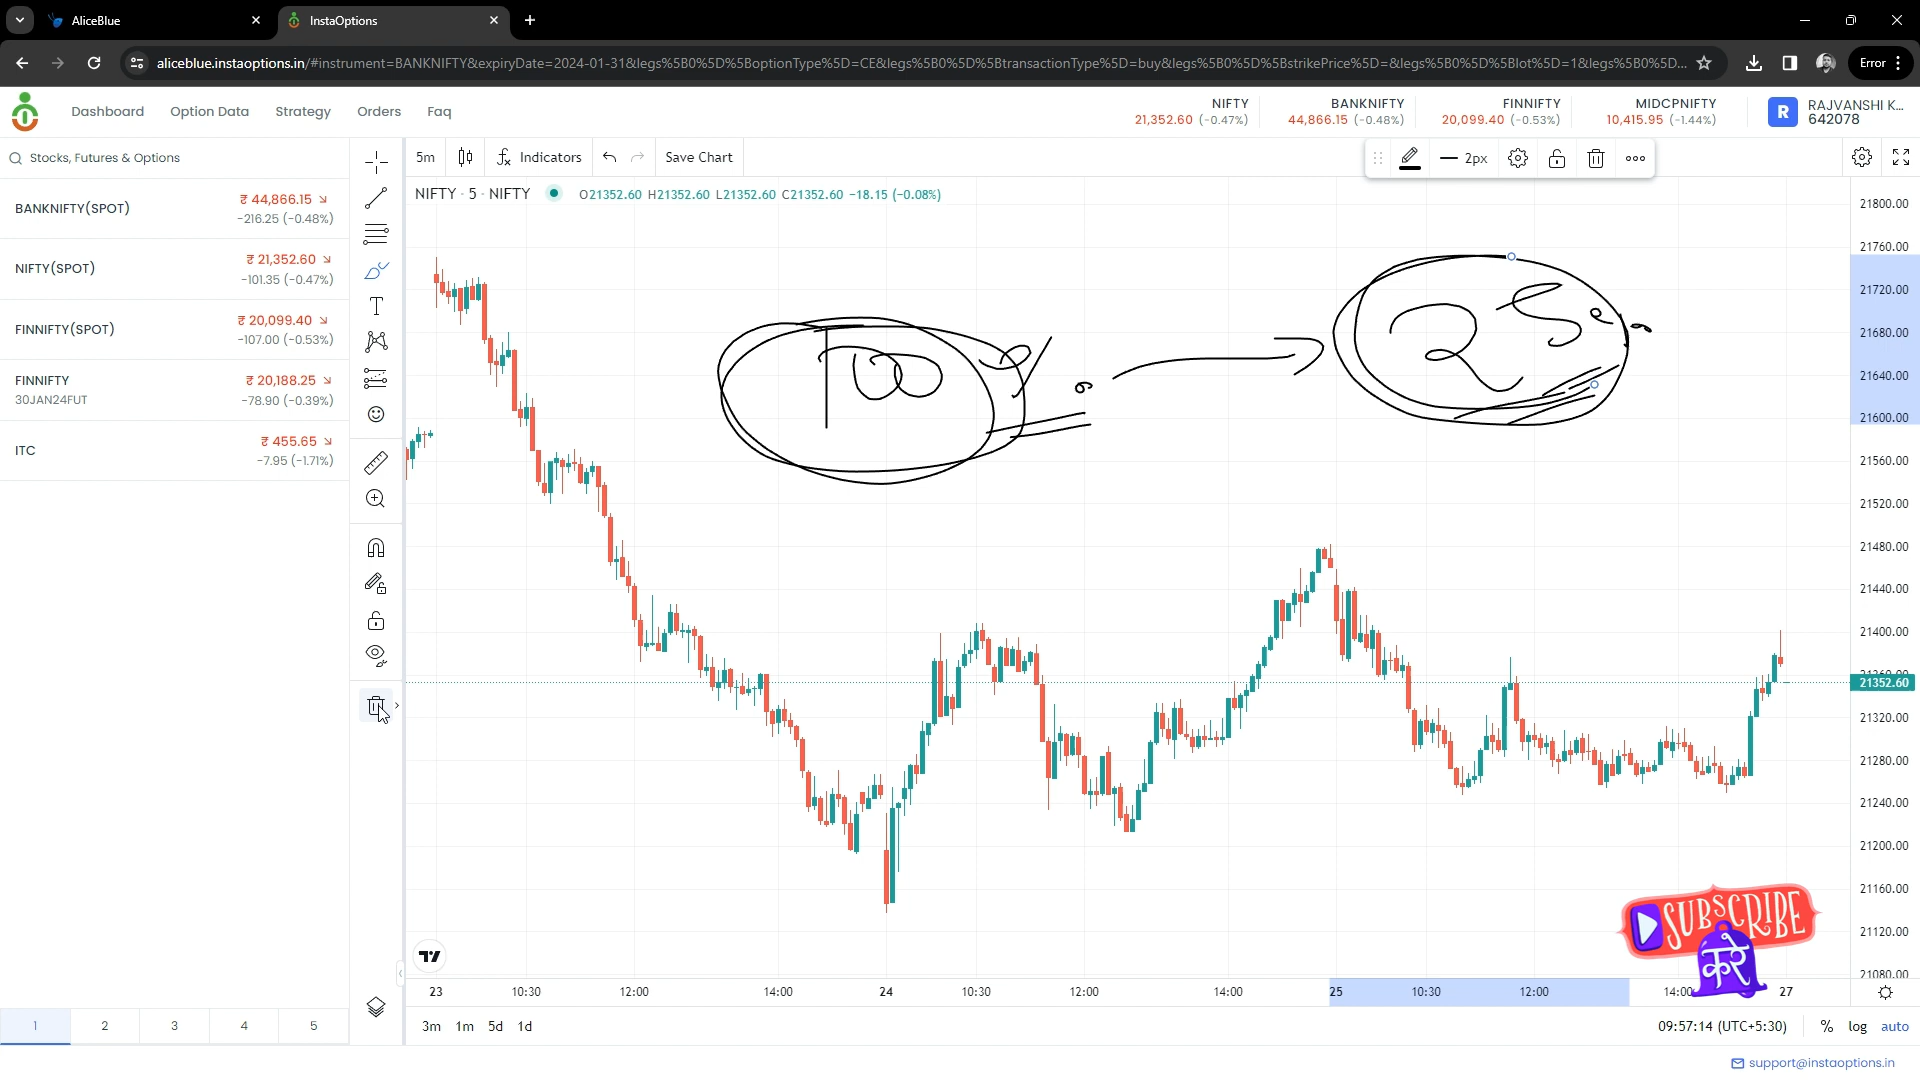 AliceBlue
InstaOptions
aliceblue.instaoptions.in/#instrument=BANKNIFTY&expiryDate=2024-01-31&legs%5B0%5D%5BoptionType%5D=CE&legs%5B0%5D%5BtransactionType%5D=buy&legs%5B0%5D%5BstrikePrice%5D=&legs%5B0%5D%5Blot%5D=1&legs%5B0%5D...
Error
Dashboard Option Data Strategy Orders Faq
NIFTY
21,352.60 (-0.47%)
BANKNIFTY
44,866.15 (-0.48%)
FINNIFTY
20,099.40 (-0.53%)
MIDCPNIFTY
10,415.95 (-1.44%)
R
RAJVANSHI K...
642078
Stocks, Futures & Options
5m Indicators Save Chart
2px
BANKNIFTY(SPOT) ₹ 44,866.15
-216.25 (-0.48%)
NIFTY(SPOT) ₹ 21,352.60
-101.35 (-0.47%)
FINNIFTY(SPOT) ₹ 20,099.40
-107.00 (-0.53%)
FINNIFTY ₹ 20,188.25
30JAN24FUT -78.90 (-0.39%)
ITC ₹ 455.65
-7.95 (-1.71%)
1 2 3 4 5
NIFTY · 5 · NIFTY O21352.60 H21352.60 L21352.60 C21352.60 −18.15 (−0.08%)
100 %
21800.00
21760.00
21720.00
21680.00
21640.00
21600.00
21560.00
21520.00
21480.00
21440.00
21400.00
21352.60
21320.00
21280.00
21240.00
21200.00
21160.00
21120.00
21080.00
SUBSCRIBE
करे
23 10:30 12:00 14:00 24 10:30 12:00 14:00 25 10:30 12:00 14:00 27
3m 1m 5d 1d
09:57:14 (UTC+5:30) % log auto
support@instaoptions.in